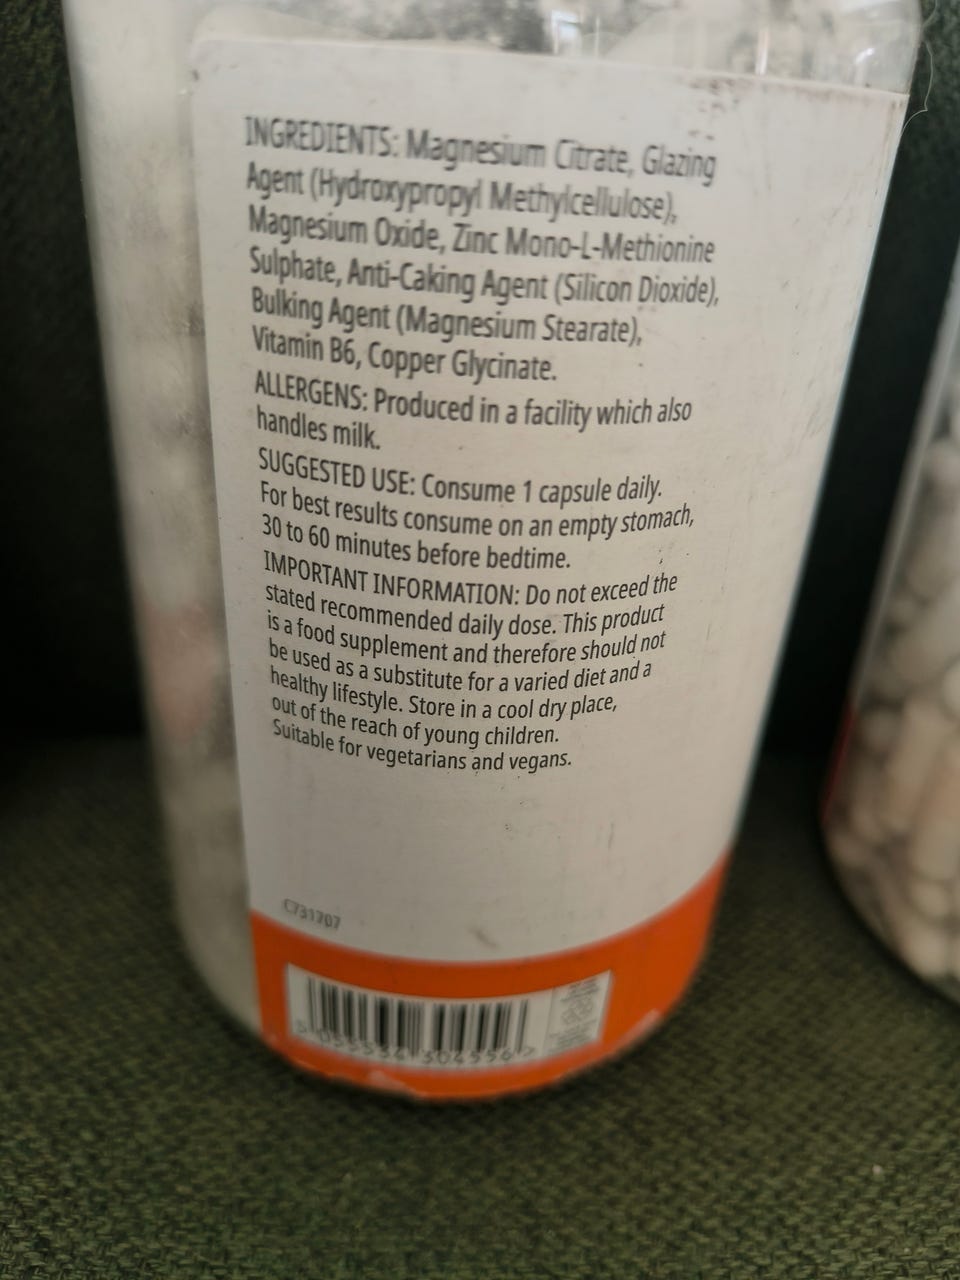 INGREDIENTS: Magnesium Citrate, Glazing
Agent (Hydroxypropyl Methylcellulose),
Magnesium Oxide, Zinc Mono-L-Methionine
Sulphate, Anti-Caking Agent (Silicon Dioxide),
Bulking Agent (Magnesium Stearate),
Vitamin B6, Copper Glycinate.
ALLERGENS: Produced in a facility which also
handles milk.
SUGGESTED USE: Consume 1 capsule daily.
For best results consume on an empty stomach,
30 to 60 minutes before bedtime.
IMPORTANT INFORMATION: Do not exceed the
stated recommended daily dose. This product
is a food supplement and therefore should not
be used as a substitute for a varied diet and a
healthy lifestyle. Store in a cool dry place,
out of the reach of young children.
Suitable for vegetarians and vegans.
C731707